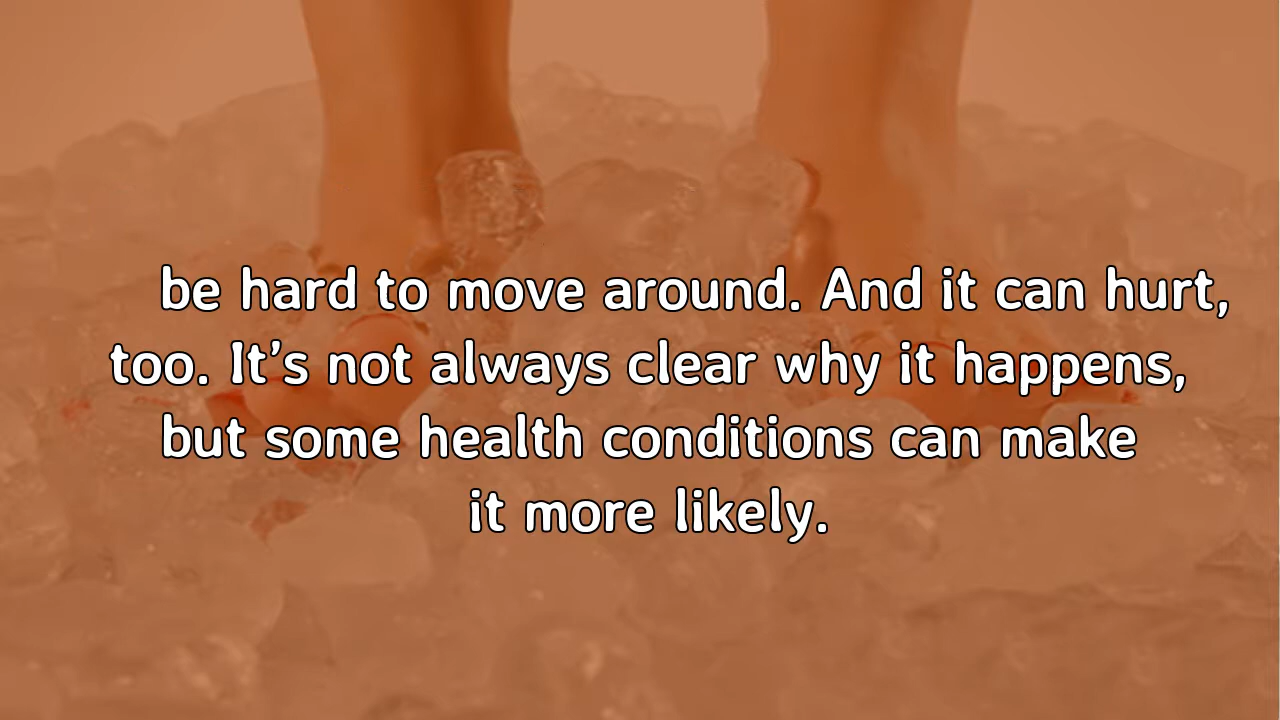 be hard to move around. And it can hurt,
too. It’s not always clear why it happens,
but some health conditions can make
it more likely.